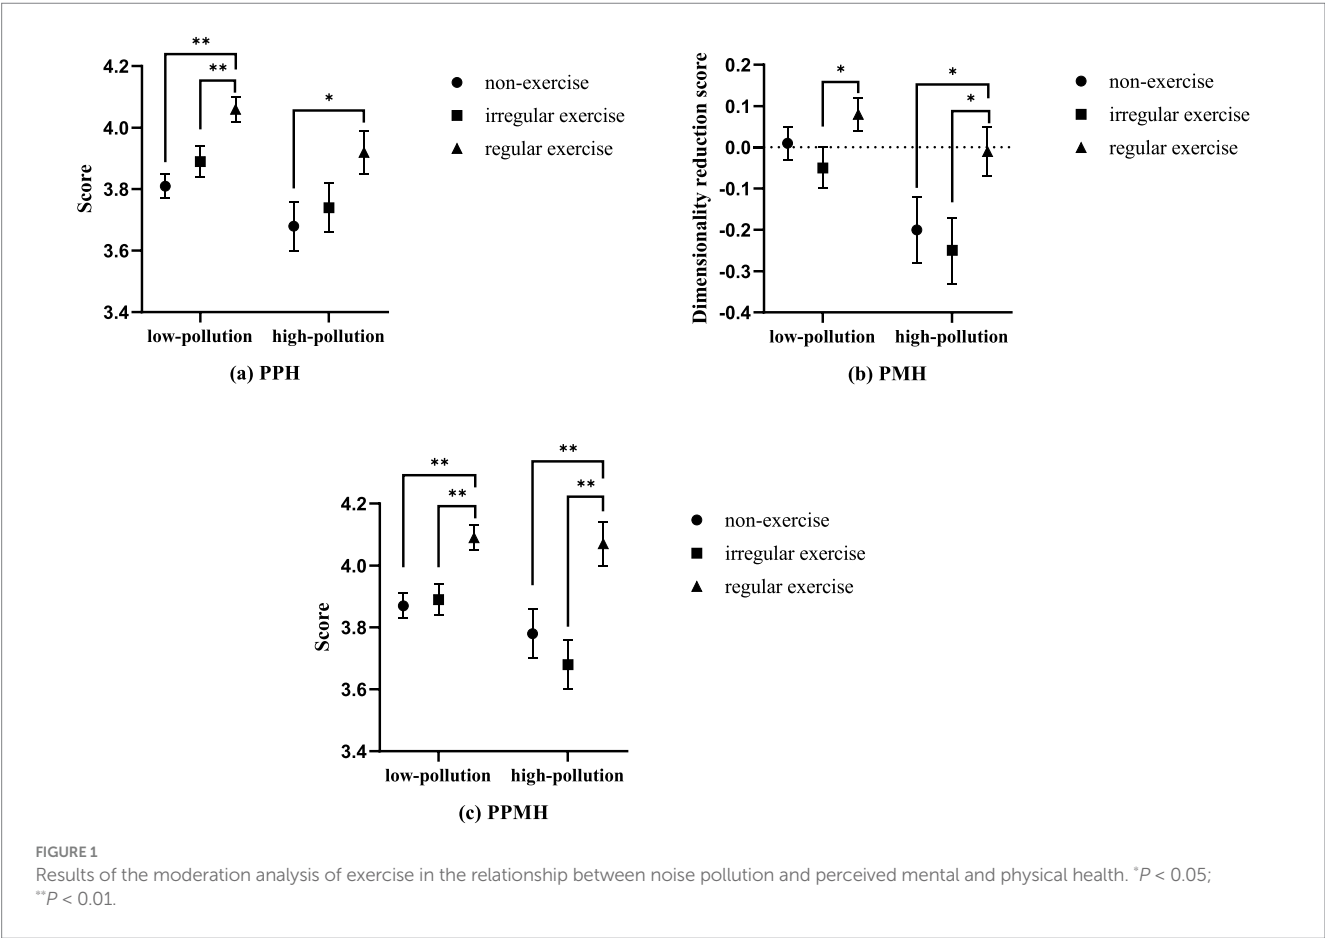 **
**
*
4.2
4.0
3.8
3.6
3.4
Score
low-pollution
high-pollution
(a) PPH
non-exercise
irregular exercise
regular exercise
*
*
*
0.2
0.1
0.0
-0.1
-0.2
-0.3
-0.4
Dimensionality reduction score
low-pollution
high-pollution
(b) PMH
non-exercise
irregular exercise
regular exercise
**
**
**
**
4.2
4.0
3.8
3.6
3.4
Score
low-pollution
high-pollution
(c) PPMH
non-exercise
irregular exercise
regular exercise
FIGURE 1
Results of the moderation analysis of exercise in the relationship between noise pollution and perceived mental and physical health. *P < 0.05;
**P < 0.01.